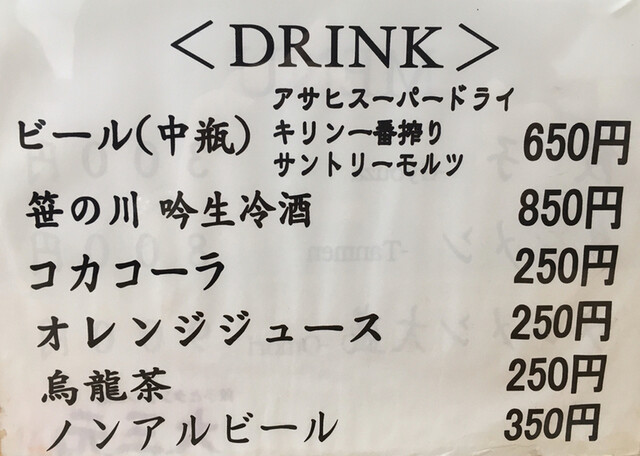 ＜DRINK＞
アサヒスーパードライ
ビール(中瓶) キリン一番搾り 650円
サントリーモルツ
笹の川 吟生冷酒 850円
コカコーラ 250円
オレンジジュース 250円
烏龍茶 250円
ノンアルビール 350円